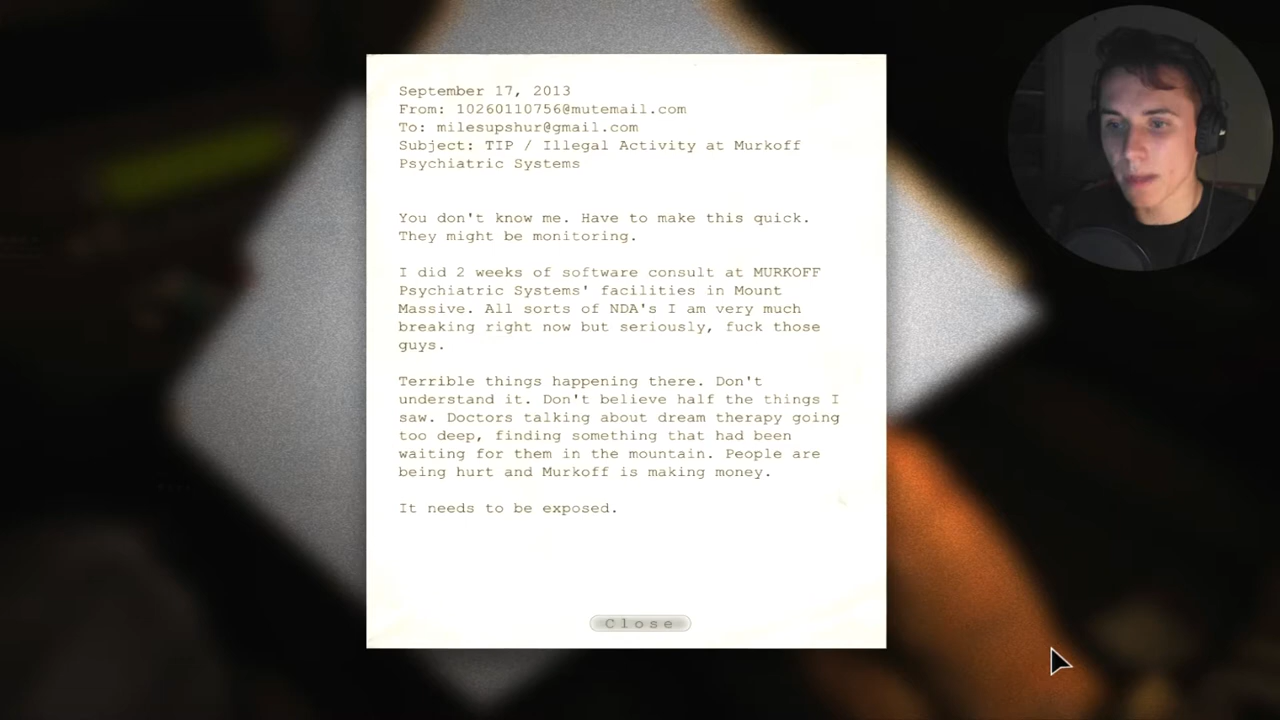 September 17, 2013
From: 10260110756@mutemail.com
To: milesupshur@gmail.com
Subject: TIP / Illegal Activity at Murkoff
Psychiatric Systems
You don't know me. Have to make this quick.
They might be monitoring.
I did 2 weeks of software consult at MURKOFF
Psychiatric Systems' facilities in Mount
Massive. All sorts of NDA's I am very much
breaking right now but seriously, fuck those
guys.
Terrible things happening there. Don't
understand it. Don't believe half the things I
saw. Doctors talking about dream therapy going
too deep, finding something that had been
waiting for them in the mountain. People are
being hurt and Murkoff is making money.
It needs to be exposed.
Close